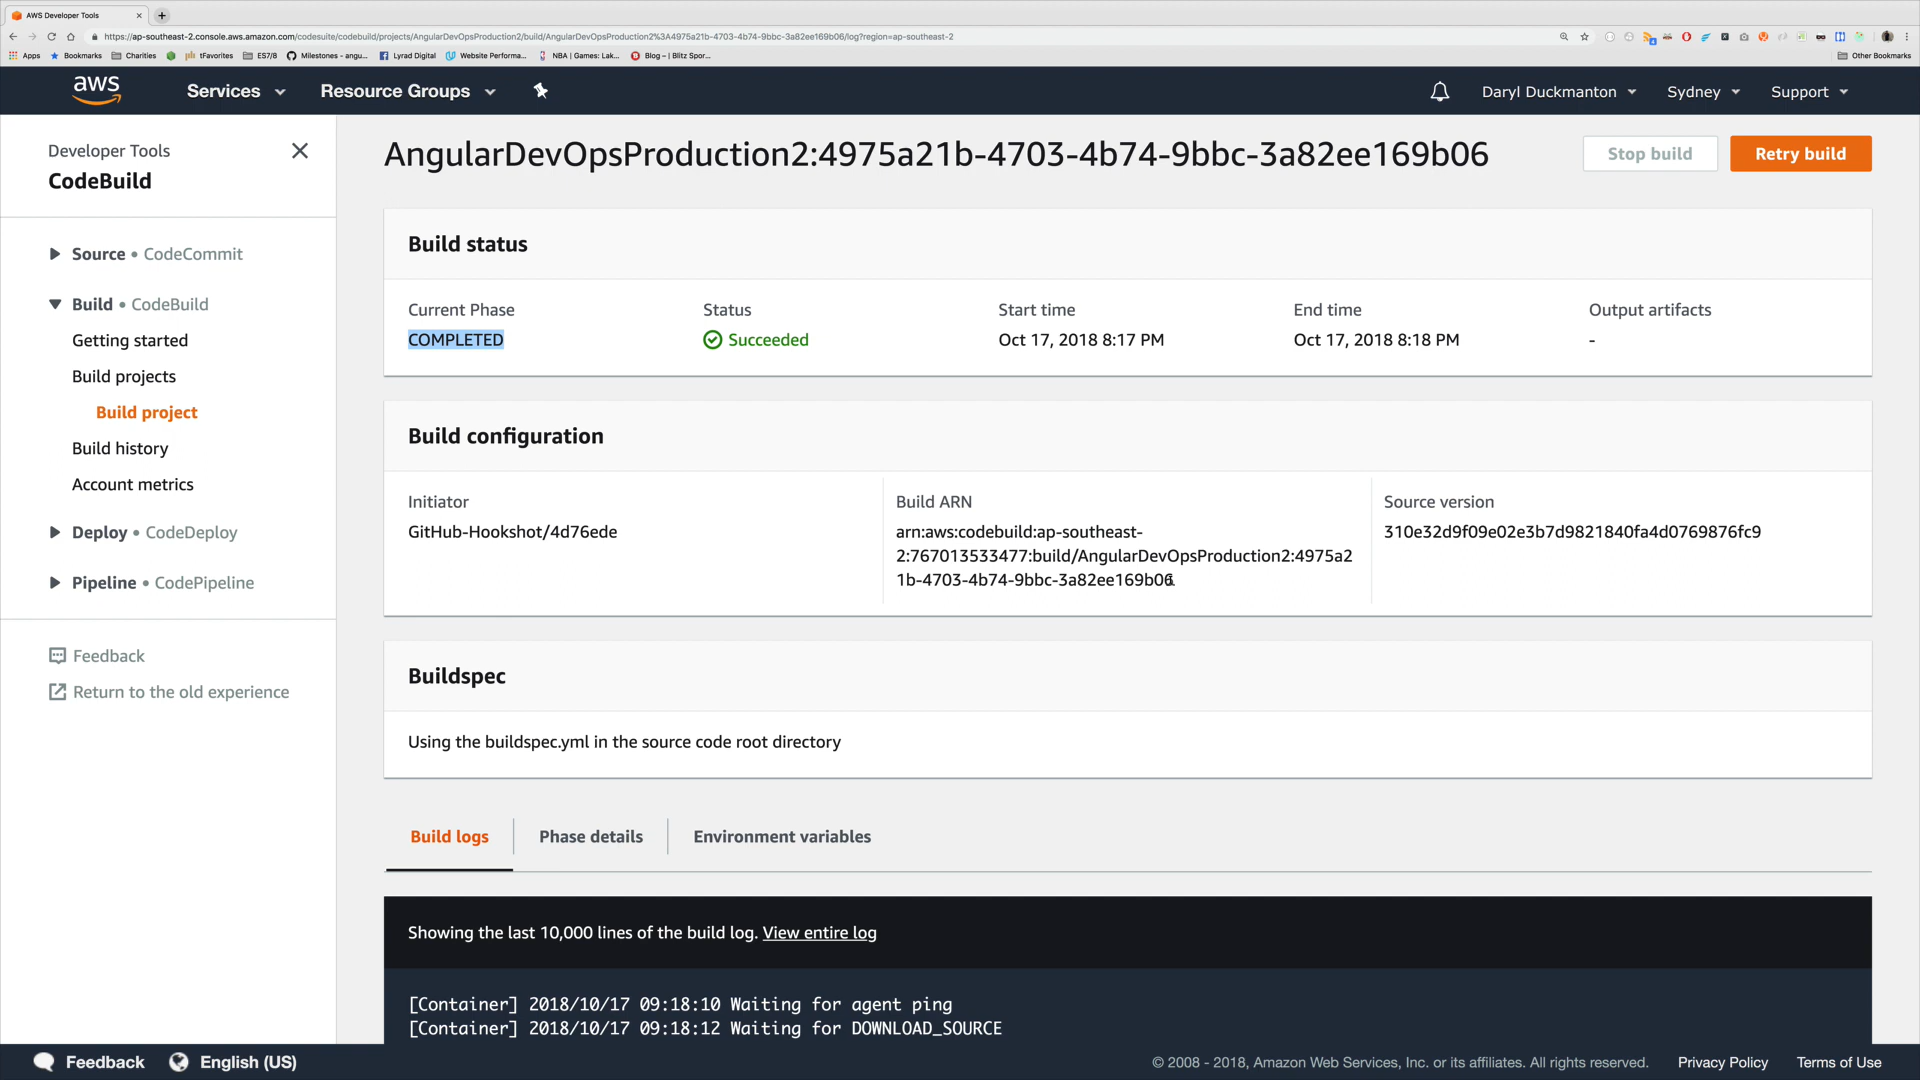 AWS Developer Tools
https://ap-southeast-2.console.aws.amazon.com/codesuite/codebuild/projects/AngularDevOpsProduction2/build/AngularDevOpsProduction2%3A4975a21b-4703-4b74-9bbc-3a82ee169b06/log?region=ap-southeast-2
Apps Bookmarks Charities tFavorites ES7/8 Milestones - angu... Lyrad Digital Website Performa... NBA | Games: Lak... Blog – | Blitz Spor... Other Bookmarks
aws Services Resource Groups Daryl Duckmanton Sydney Support
Developer Tools
CodeBuild
Source • CodeCommit
Build • CodeBuild
Getting started
Build projects
Build project
Build history
Account metrics
Deploy • CodeDeploy
Pipeline • CodePipeline
Feedback
Return to the old experience
AngularDevOpsProduction2:4975a21b-4703-4b74-9bbc-3a82ee169b06
Stop build Retry build
Build status
Current Phase Status Start time End time Output artifacts
COMPLETED Succeeded Oct 17, 2018 8:17 PM Oct 17, 2018 8:18 PM -
Build configuration
Initiator
GitHub-Hookshot/4d76ede
Build ARN
arn:aws:codebuild:ap-southeast-
2:767013533477:build/AngularDevOpsProduction2:4975a2
1b-4703-4b74-9bbc-3a82ee169b06
Source version
310e32d9f09e02e3b7d9821840fa4d0769876fc9
Buildspec
Using the buildspec.yml in the source code root directory
Build logs Phase details Environment variables
Showing the last 10,000 lines of the build log. View entire log
[Container] 2018/10/17 09:18:10 Waiting for agent ping
[Container] 2018/10/17 09:18:12 Waiting for DOWNLOAD_SOURCE
Feedback English (US) © 2008 - 2018, Amazon Web Services, Inc. or its affiliates. All rights reserved. Privacy Policy Terms of Use